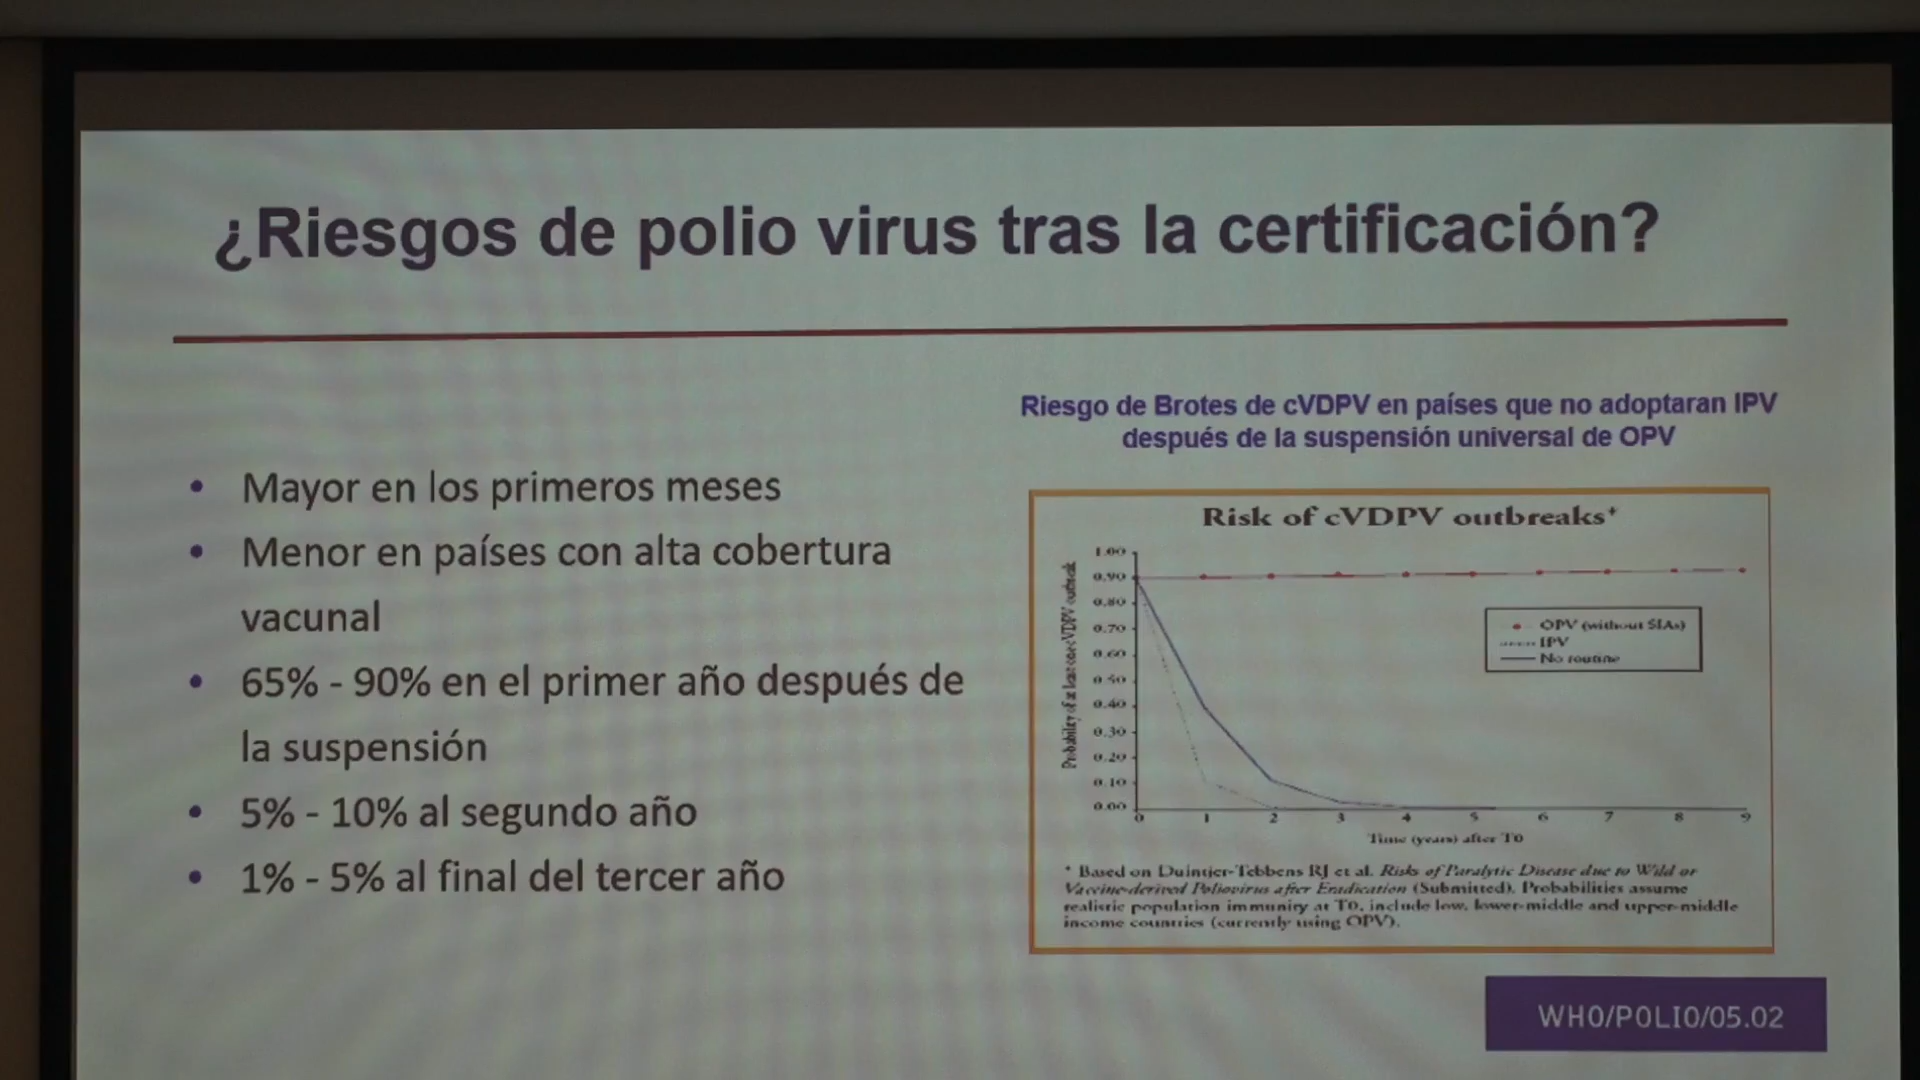 ¿Riesgos de polio virus tras la certificación?
• Mayor en los primeros meses
• Menor en países con alta cobertura
vacunal
• 65% - 90% en el primer año después de
la suspensión
• 5% - 10% al segundo año
• 1% - 5% al final del tercer año
Riesgo de Brotes de cVDPV en países que no adoptaran IPV
después de la suspensión universal de OPV
Risk of cVDPV outbreaks*
Probability of at least one cVDPV outbreak
1.00
0.90
0.80
0.70
0.60
0.50
0.40
0.30
0.20
0.10
0.00
0 1 2 3 4 5 6 7 8 9
Time (years) after T0
OPV (without SIAs)
IPV
No routine
* Based on Duintjer-Tebbens RJ et al. Risks of Paralytic Disease due to Wild or
Vaccine-derived Poliovirus after Eradication (Submitted). Probabilities assume
realistic population immunity at T0, include low, lower-middle and upper-middle
income countries (currently using OPV).
WHO/POLIO/05.02